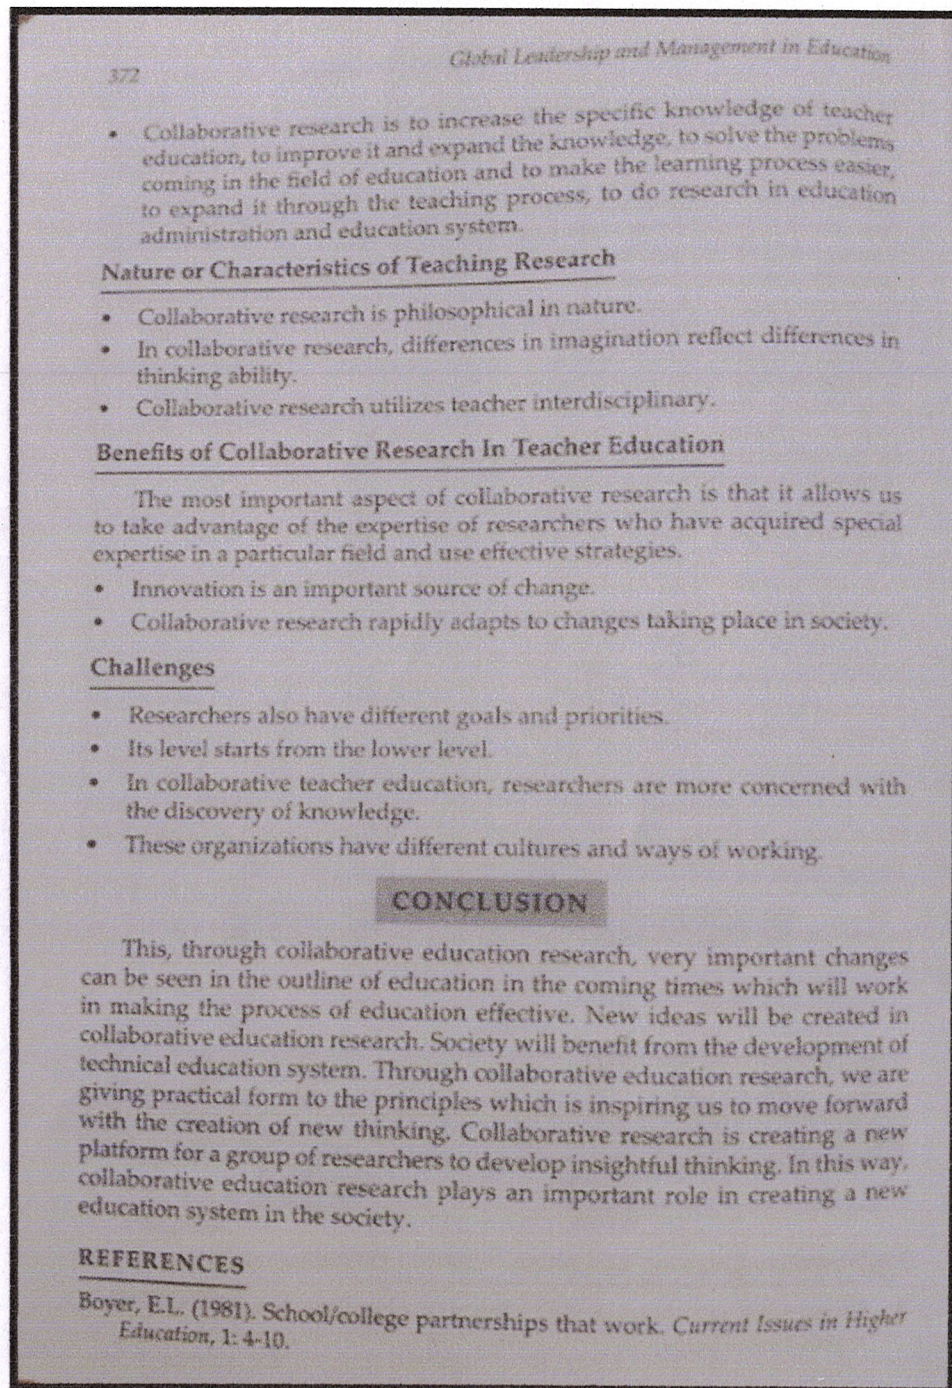 372
Global Leadership and Management in Education
• Collaborative research is to increase the specific knowledge of teacher
education, to improve it and expand the knowledge, to solve the problems
coming in the field of education and to make the learning process easier,
to expand it through the teaching process, to do research in education
administration and education system.
Nature or Characteristics of Teaching Research
• Collaborative research is philosophical in nature.
• In collaborative research, differences in imagination reflect differences in
thinking ability.
• Collaborative research utilizes teacher interdisciplinary.
Benefits of Collaborative Research In Teacher Education
The most important aspect of collaborative research is that it allows us
to take advantage of the expertise of researchers who have acquired special
expertise in a particular field and use effective strategies.
• Innovation is an important source of change.
• Collaborative research rapidly adapts to changes taking place in society.
Challenges
• Researchers also have different goals and priorities.
• Its level starts from the lower level.
• In collaborative teacher education, researchers are more concerned with
the discovery of knowledge.
• These organizations have different cultures and ways of working.
CONCLUSION
This, through collaborative education research, very important changes
can be seen in the outline of education in the coming times which will work
in making the process of education effective. New ideas will be created in
collaborative education research. Society will benefit from the development of
technical education system. Through collaborative education research, we are
giving practical form to the principles which is inspiring us to move forward
with the creation of new thinking. Collaborative research is creating a new
platform for a group of researchers to develop insightful thinking. In this way,
collaborative education research plays an important role in creating a new
education system in the society.
REFERENCES
Boyer, E.L. (1981). School/college partnerships that work. Current Issues in Higher
Education, 1: 4-10.